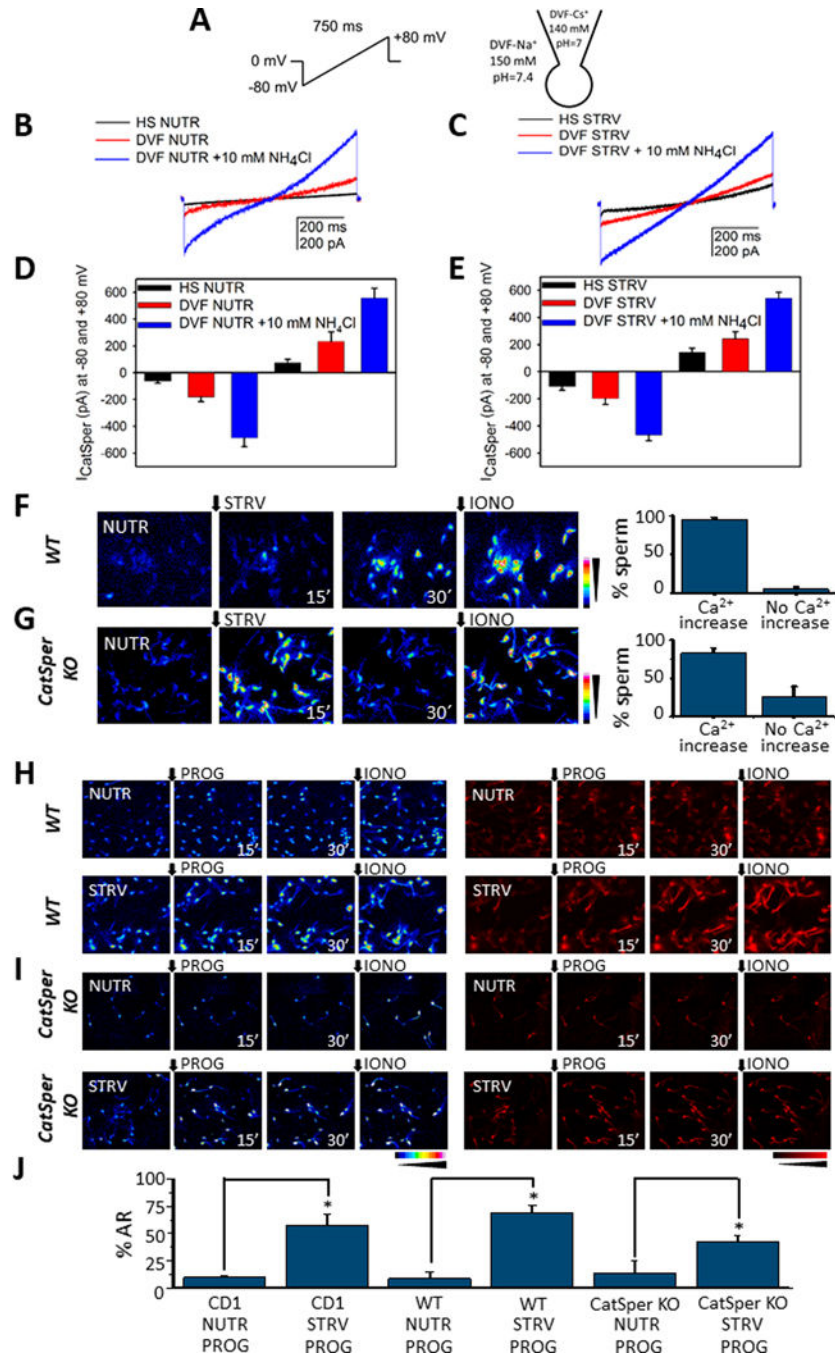 A
750 ms
+80 mV
0 mV
-80 mV
DVF-Cs⁺
140 mM
pH=7
DVF-Na⁺
150 mM
pH=7.4
B
HS NUTR
DVF NUTR
DVF NUTR +10 mM NH₄Cl
200 ms
200 pA
C
HS STRV
DVF STRV
DVF STRV + 10 mM NH₄Cl
200 ms
200 pA
D
I CatSper (pA) at -80 and +80 mV
600
400
200
0
-200
-400
-600
HS NUTR
DVF NUTR
DVF NUTR +10 mM NH₄Cl
E
I CatSper (pA) at -80 and +80 mV
600
400
200
0
-200
-400
-600
HS STRV
DVF STRV
DVF STRV +10 mM NH₄Cl
F
WT
STRV
IONO
NUTR
15’
30’
% sperm
100
50
0
Ca²⁺ increase
No Ca²⁺ increase
G
CatSper KO
STRV
IONO
NUTR
15’
30’
% sperm
100
50
0
Ca²⁺ increase
No Ca²⁺ increase
H
WT
PROG
IONO
NUTR
15’
30’
PROG
IONO
NUTR
15’
30’
WT
PROG
IONO
STRV
15’
30’
PROG
IONO
STRV
15’
30’
I
CatSper KO
PROG
IONO
NUTR
15’
30’
PROG
IONO
NUTR
15’
30’
CatSper KO
PROG
IONO
STRV
15’
30’
PROG
IONO
STRV
15’
30’
J
% AR
100
75
50
25
0
*
*
*
CD1 NUTR PROG
CD1 STRV PROG
WT NUTR PROG
WT STRV PROG
CatSper KO NUTR PROG
CatSper KO STRV PROG